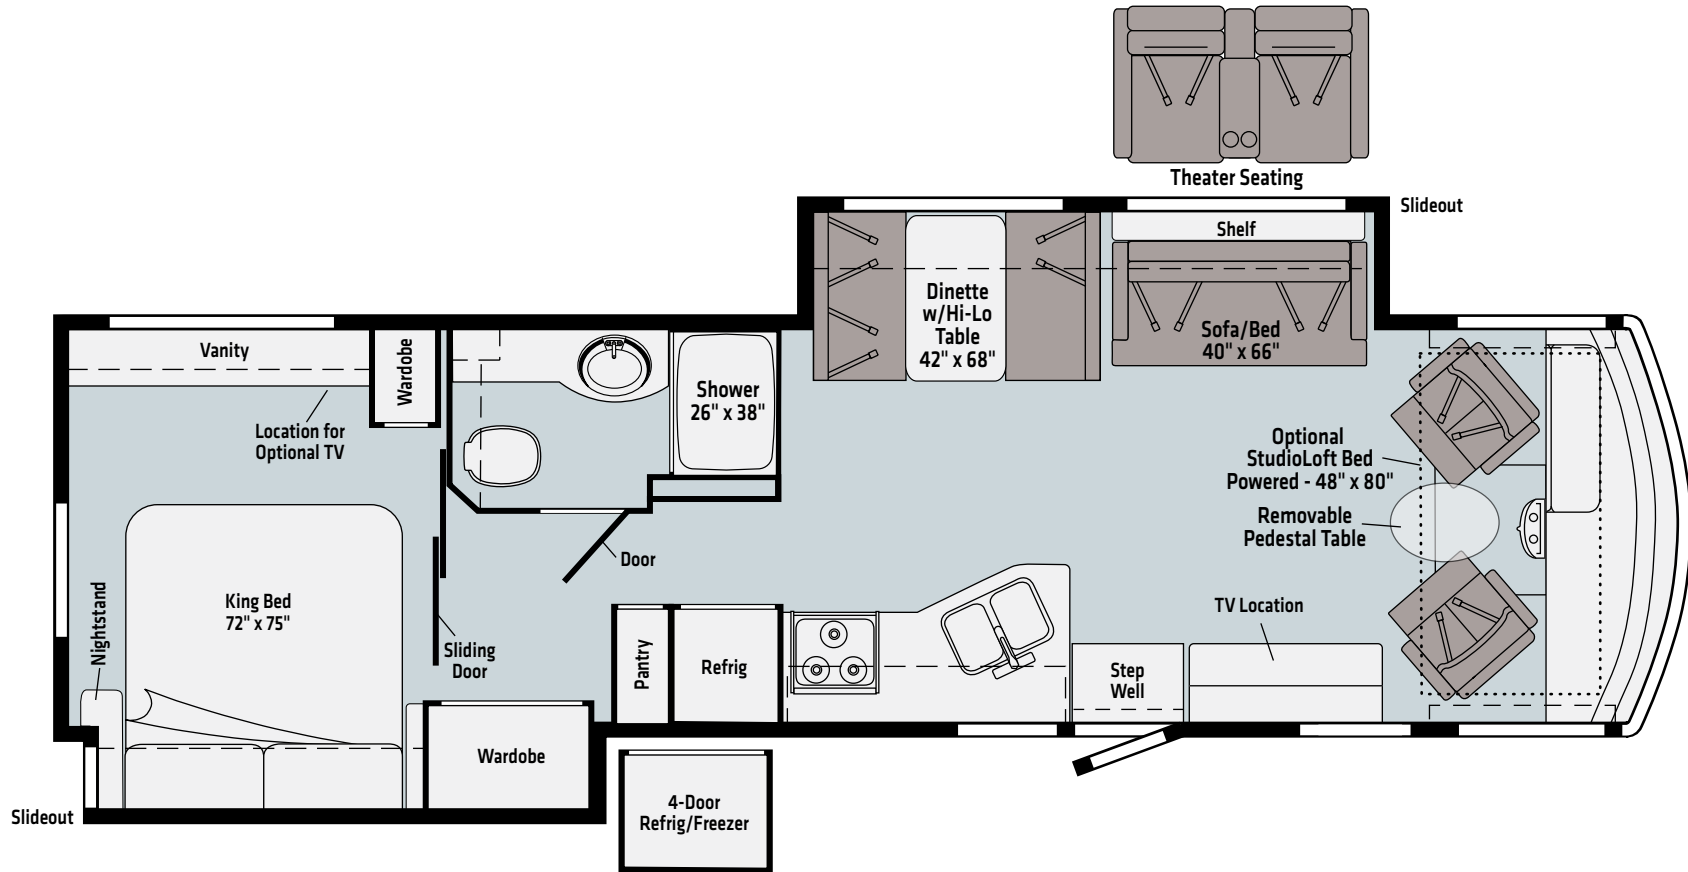 Theater Seating
Slideout
Shelf
Dinette
w/Hi-Lo
Table
42" x 68"
Sofa/Bed
40" x 66"
Vanity
Wardobe
Shower
26" x 38"
Location for
Optional TV
Optional
StudioLoft Bed
Powered - 48" x 80"
Removable
Pedestal Table
Door
King Bed
72" x 75"
Nightstand
Sliding
Door
TV Location
Pantry
Refrig
Step
Well
Wardobe
4-Door
Refrig/Freezer
Slideout